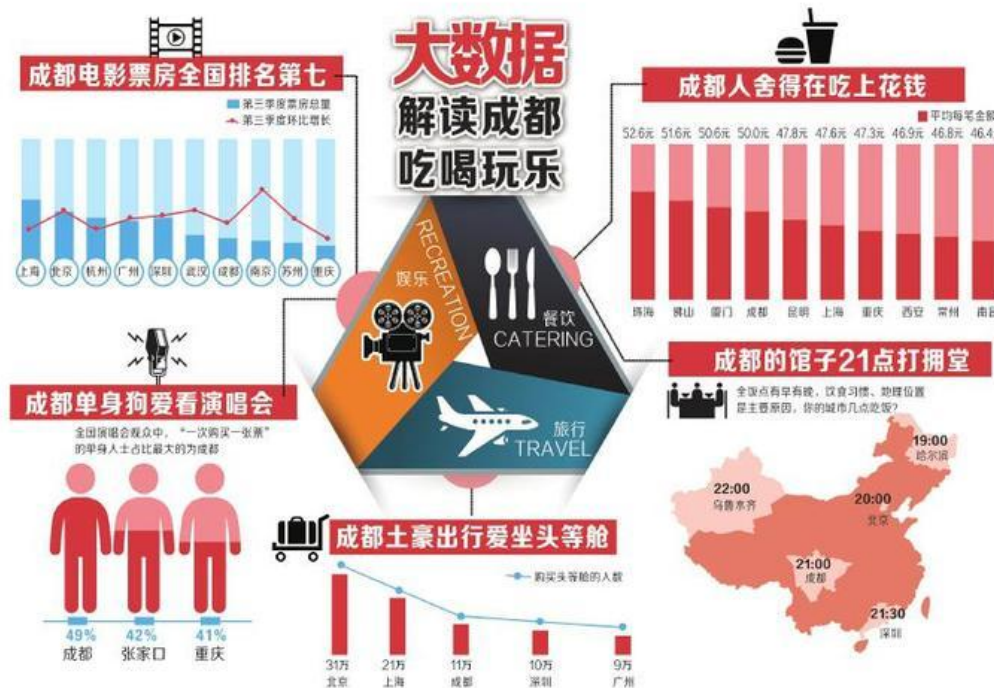 大数据
解读成都
吃喝玩乐
成都电影票房全国排名第七
第三季度票房总量
第三季度环比增长
上海 北京 杭州 广州 深圳 武汉 成都 南京 苏州 重庆
成都人舍得在吃上花钱
平均每笔金额
52.6元 51.6元 50.6元 50.0元 47.8元 47.6元 47.3元 46.9元 46.8元 46.4
珠海 佛山 厦门 成都 昆明 上海 重庆 西安 常州 南昌
娱乐
RECREATION
餐饮
CATERING
旅行
TRAVEL
成都单身狗爱看演唱会
全国演唱会观众中，“一次购买一张票”
的单身人士占比最大的为成都
49% 42% 41%
成都 张家口 重庆
成都的馆子21点打拥堂
全饭点有早有晚，饮食习惯、地理位置
是主要原因，你的城市几点吃饭？
19:00
哈尔滨
22:00
乌鲁木齐
20:00
北京
21:00
成都
21:30
深圳
成都土豪出行爱坐头等舱
购买头等舱的人数
31万 21万 11万 10万 9万
北京 上海 成都 深圳 广州